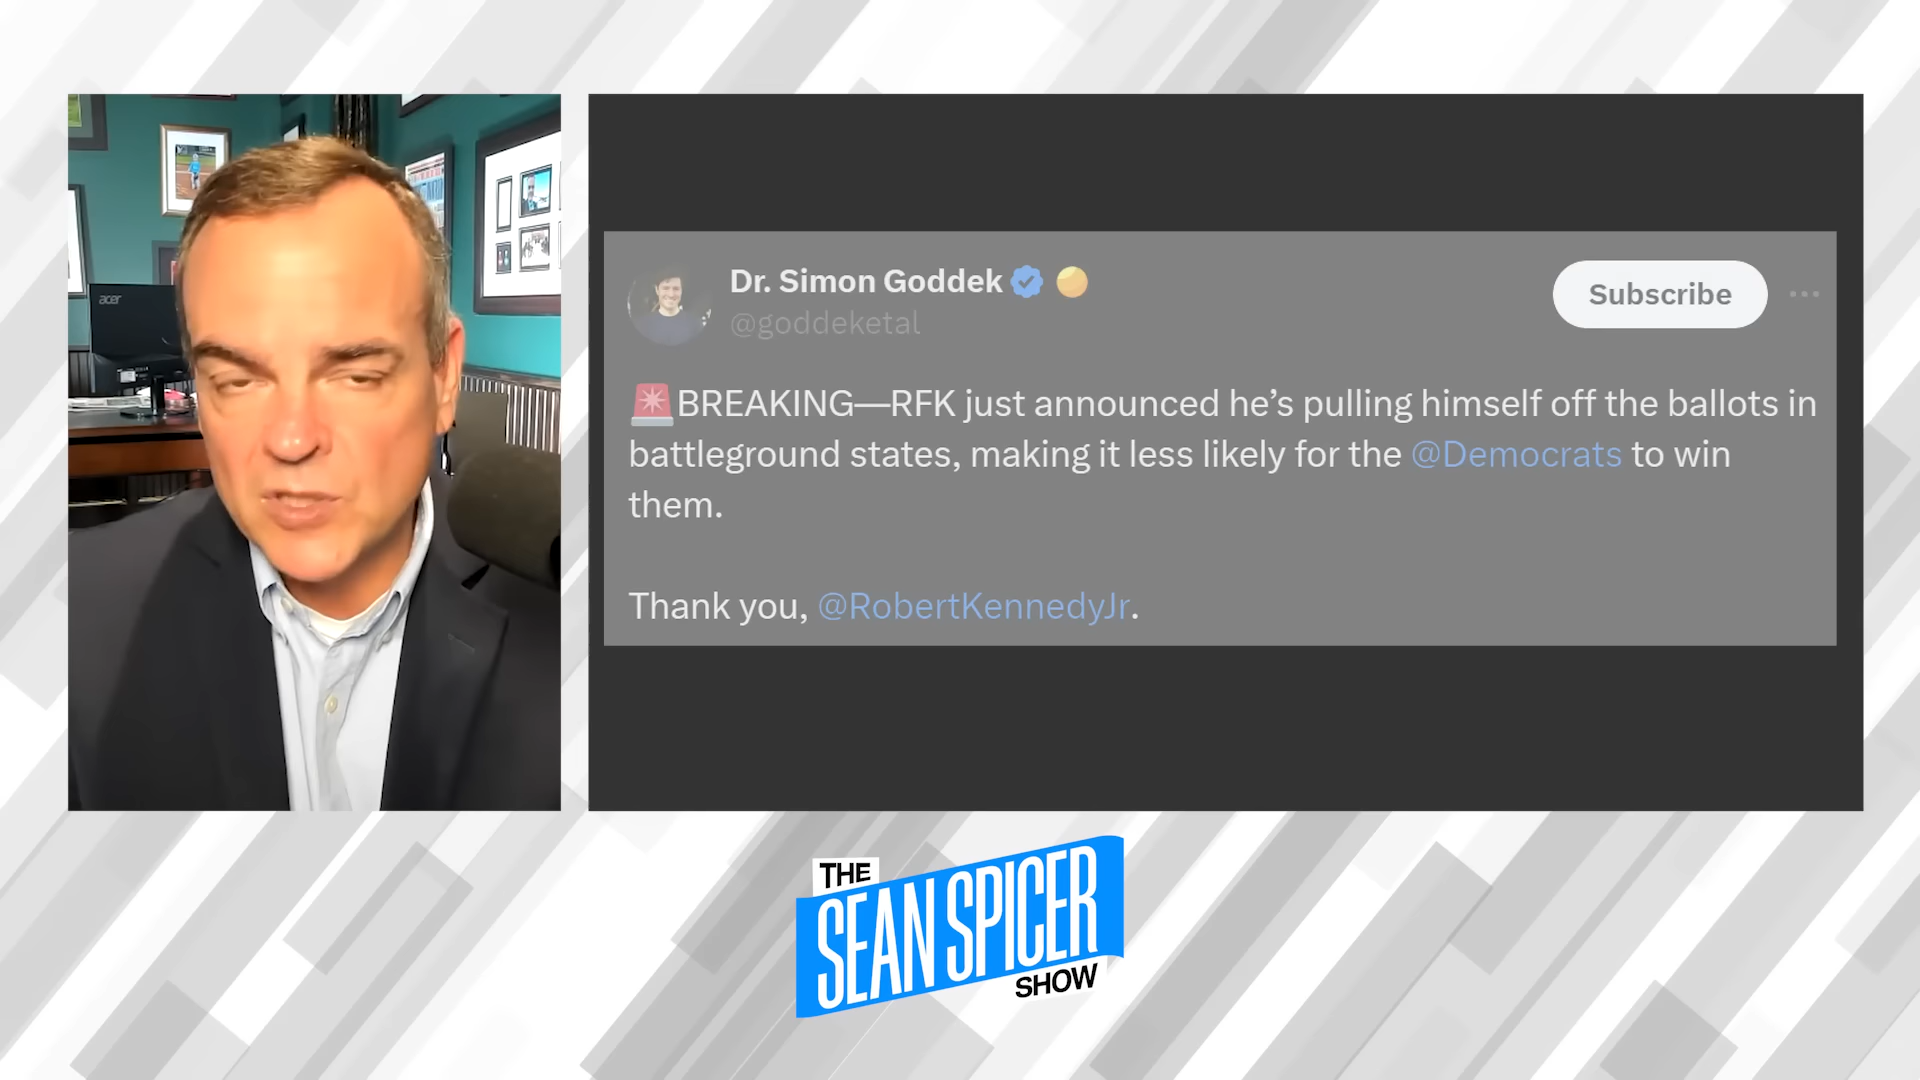 acer
Dr. Simon Goddek
@goddeketal
Subscribe
🚨BREAKING—RFK just announced he’s pulling himself off the ballots in
battleground states, making it less likely for the @Democrats to win
them.
Thank you, @RobertKennedyJr.
THE
SEAN SPICER
SHOW